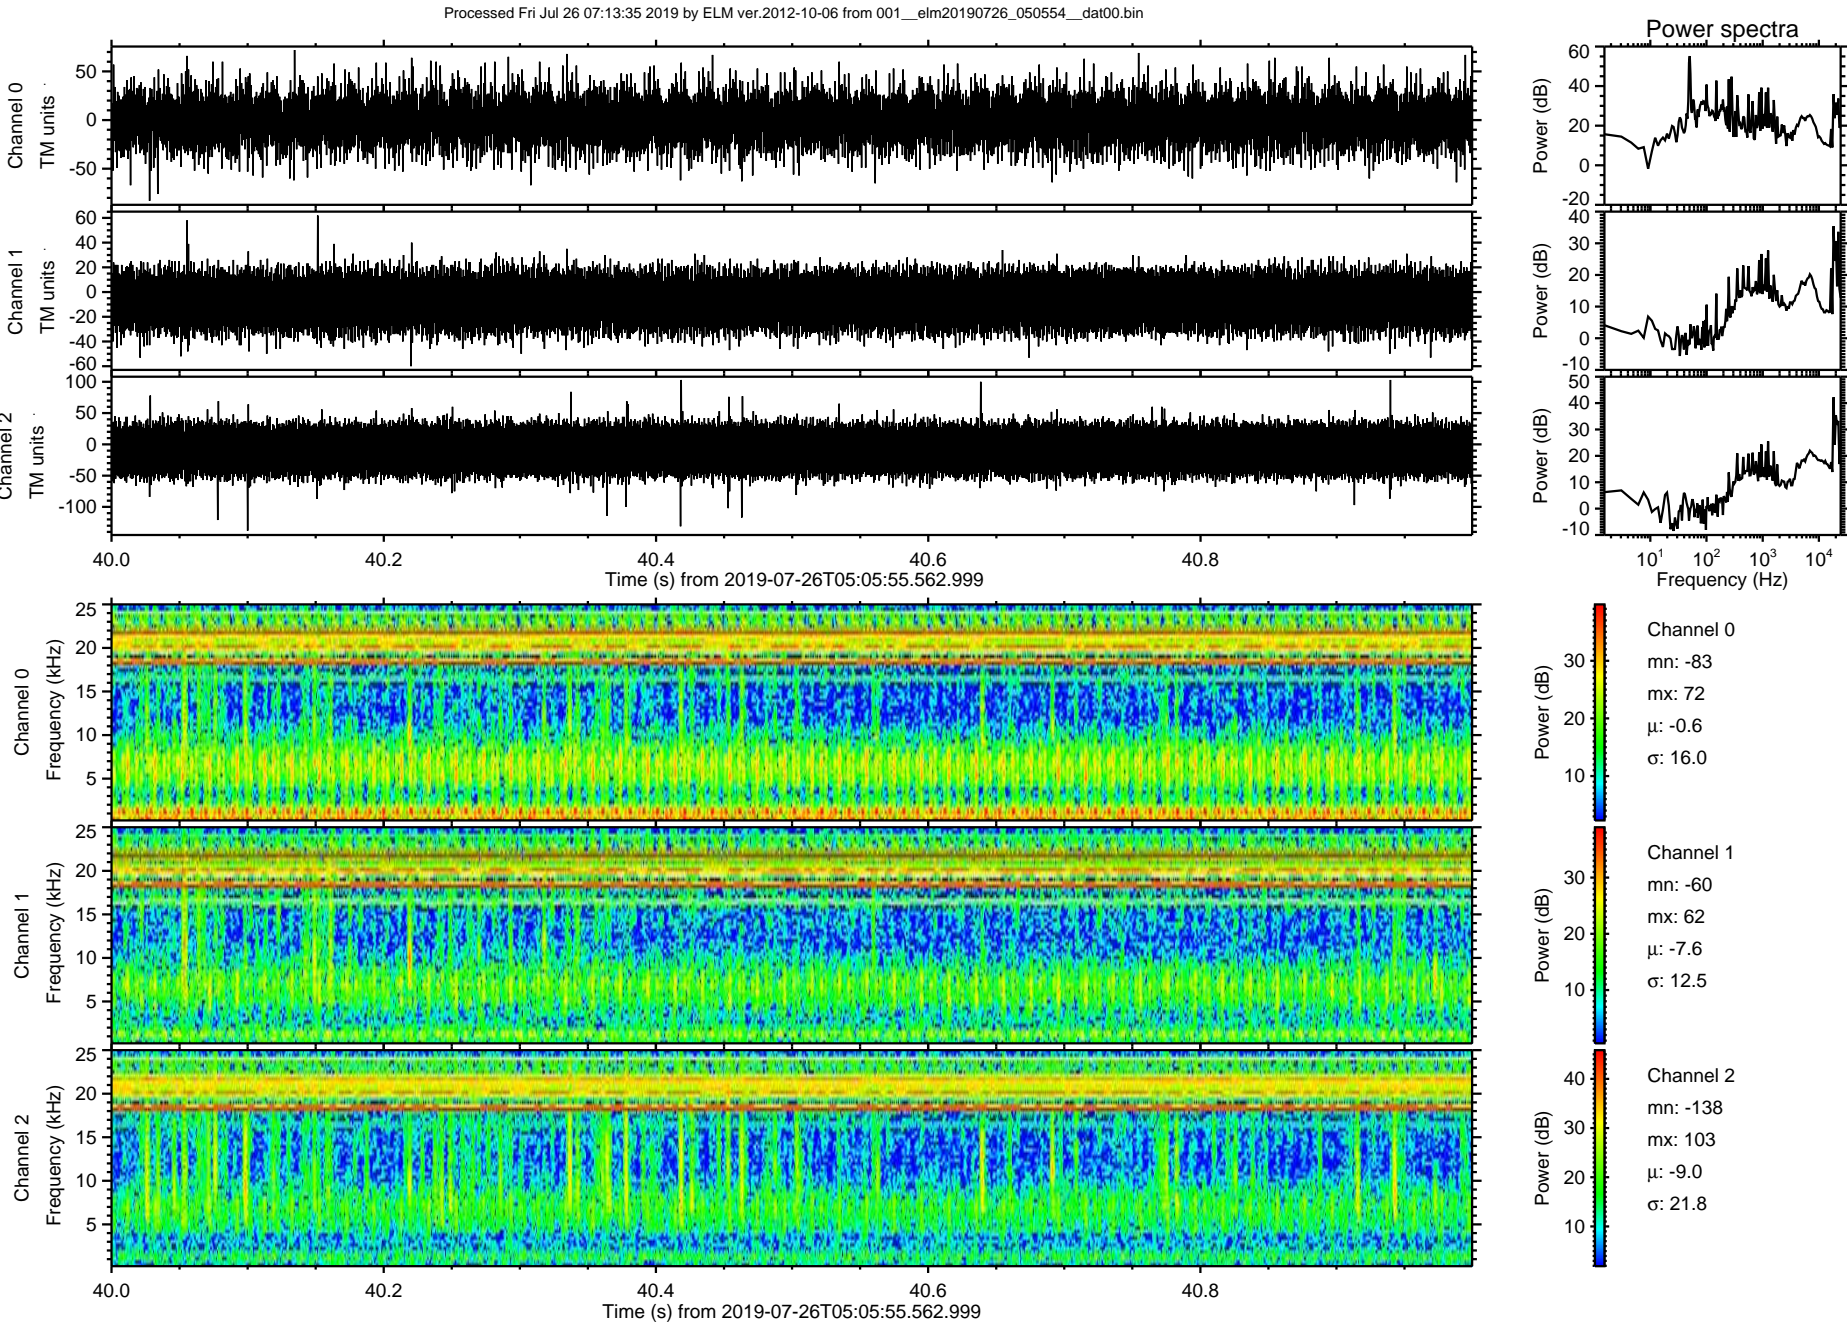 Processed Fri Jul 26 07:13:35 2019 by ELM ver.2012-10-06 from 001__elm20190726_050554__dat00.bin
Power spectra
Channel 0
TM units
50
0
-50
Power (dB)
60
40
20
0
-20
Channel 1
TM units
60
40
20
0
-20
-40
-60
Power (dB)
40
30
20
10
0
-10
Channel 2
TM units
100
50
0
-50
-100
Power (dB)
50
40
30
20
10
0
-10
40.0 40.2 40.4 40.6 40.8
Time (s) from 2019-07-26T05:05:55.562.999
10^1 10^2 10^3 10^4
Frequency (Hz)
Channel 0
Frequency (kHz)
25
20
15
10
5
Power (dB)
30
20
10
Channel 0
mn: -83
mx: 72
μ: -0.6
σ: 16.0
Channel 1
Frequency (kHz)
25
20
15
10
5
Power (dB)
30
20
10
Channel 1
mn: -60
mx: 62
μ: -7.6
σ: 12.5
Channel 2
Frequency (kHz)
25
20
15
10
5
Power (dB)
40
30
20
10
Channel 2
mn: -138
mx: 103
μ: -9.0
σ: 21.8
40.0 40.2 40.4 40.6 40.8
Time (s) from 2019-07-26T05:05:55.562.999